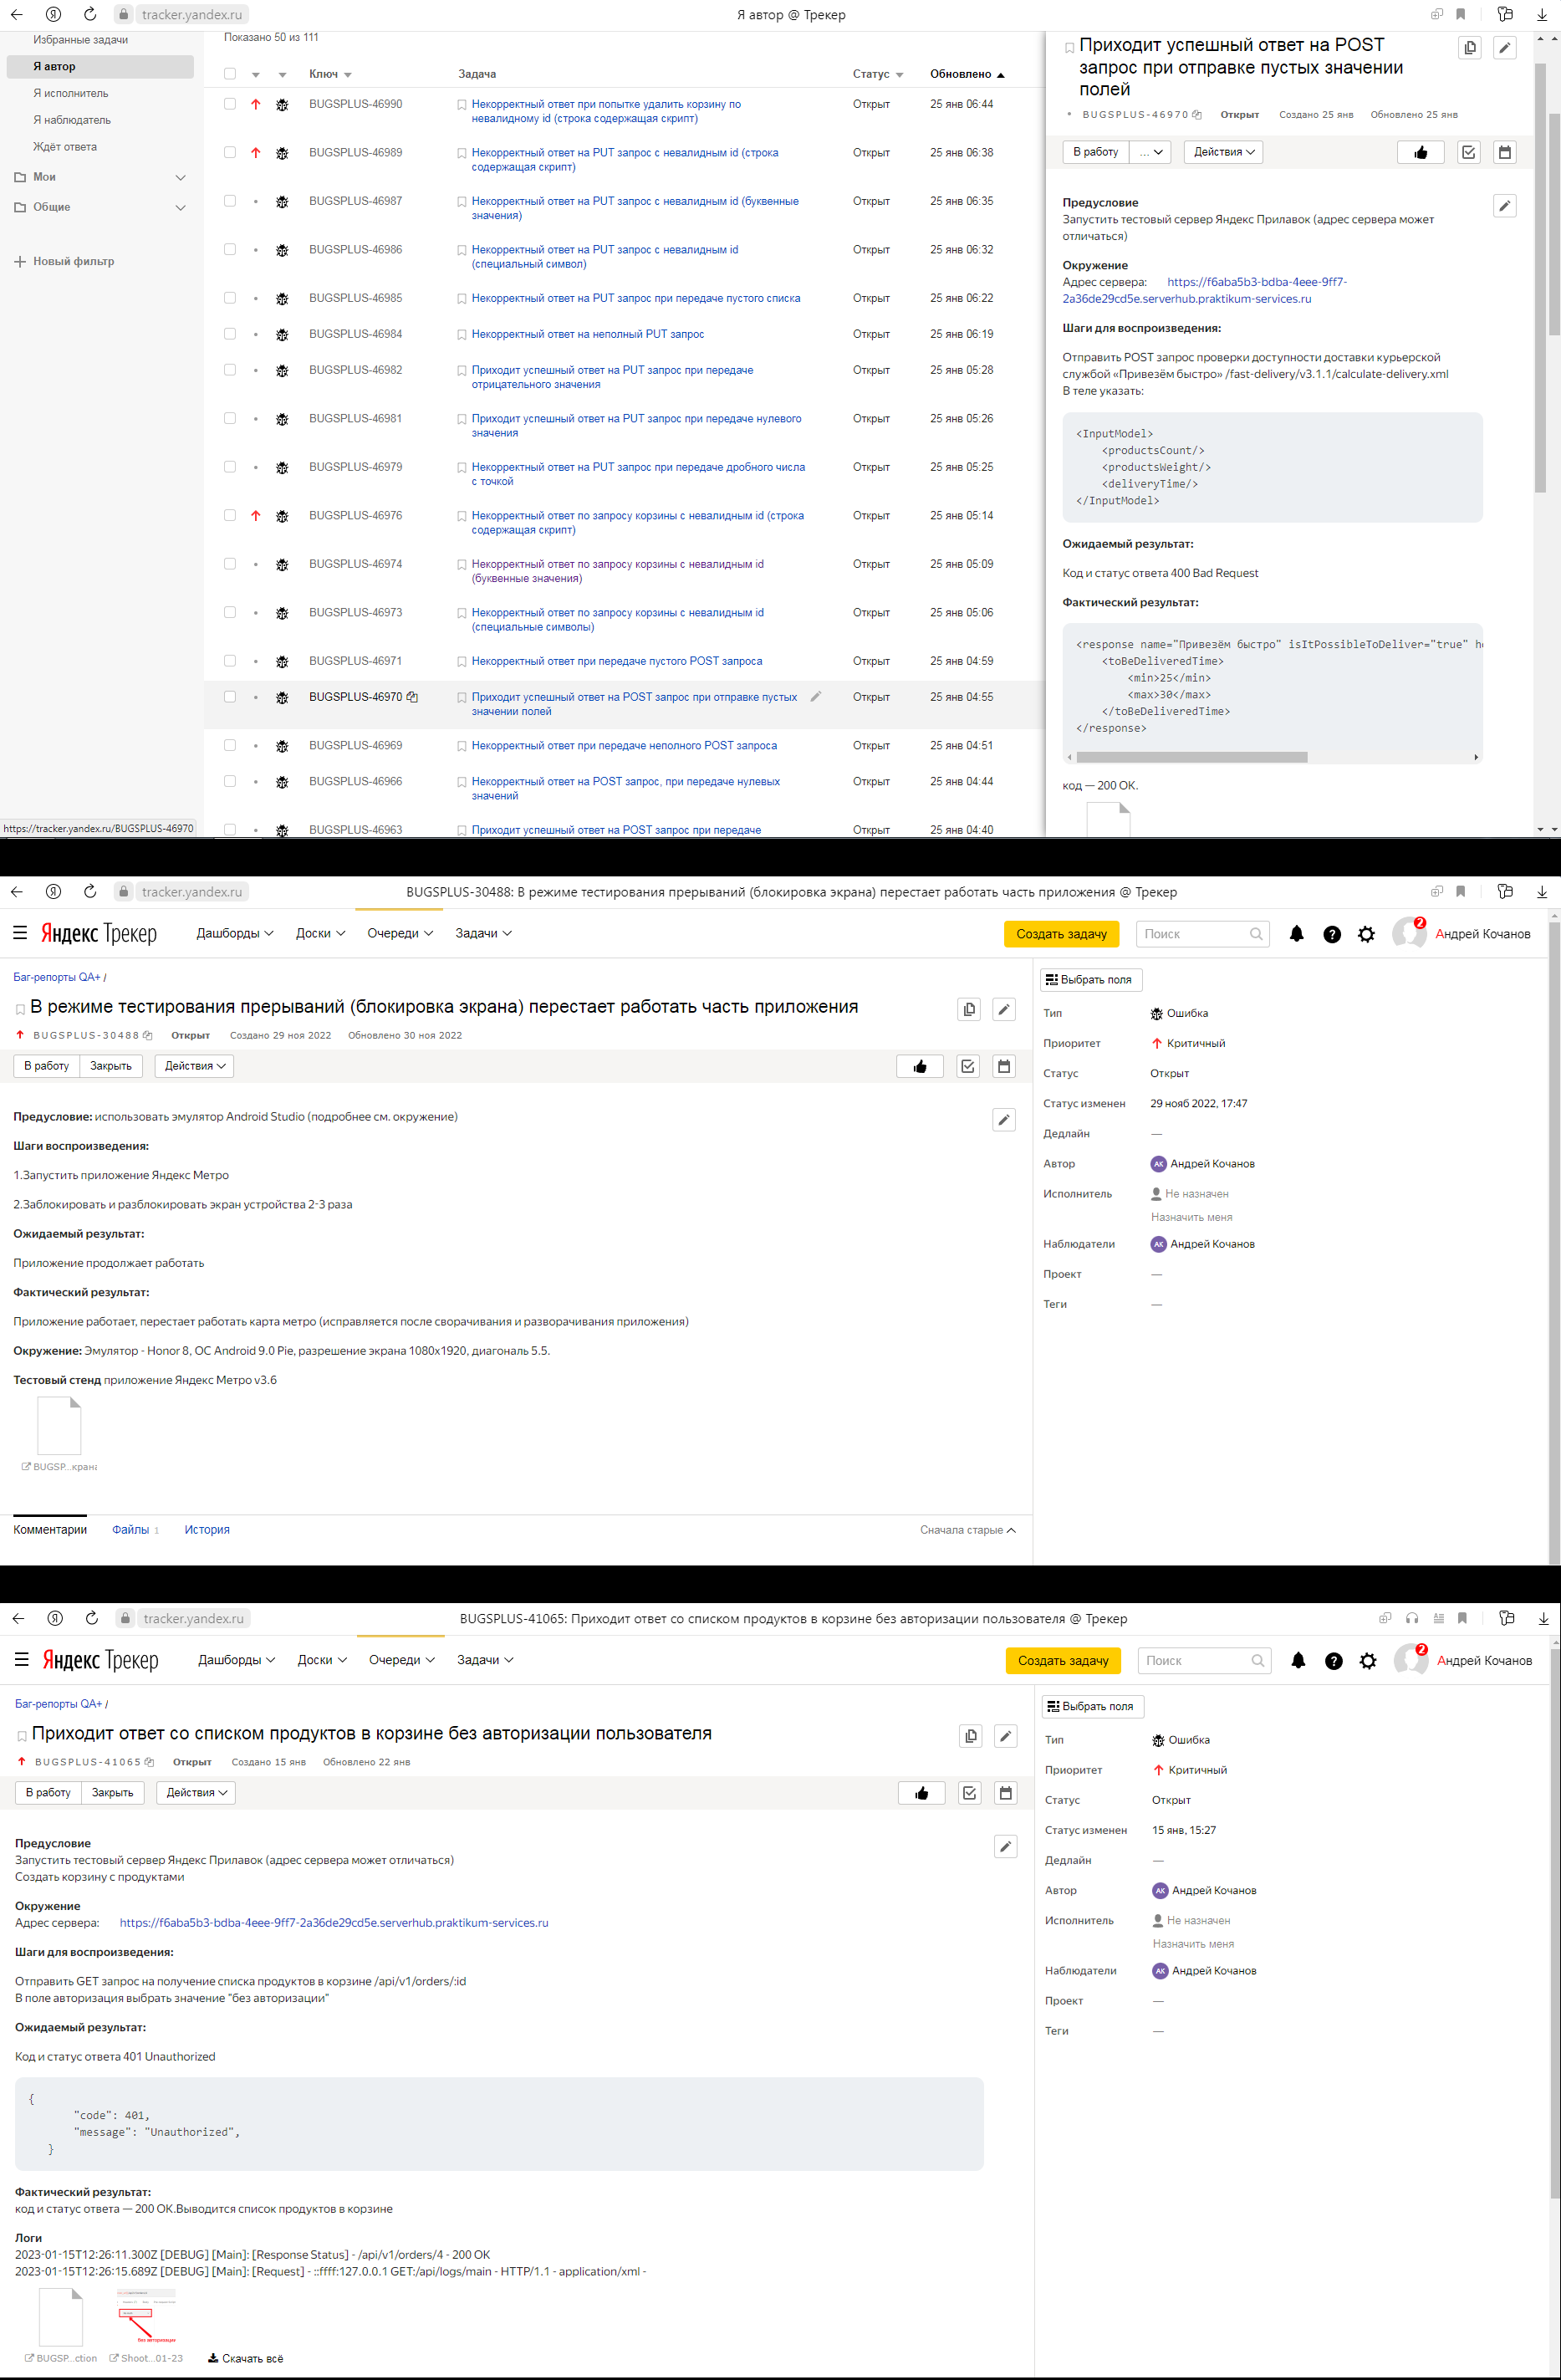 tracker.yandex.ru
Я автор @ Трекер
Избранные задачи
Я автор
Я исполнитель
Я наблюдатель
Ждёт ответа
Мои
Общие
Новый фильтр
https://tracker.yandex.ru/BUGSPLUS-46970
Показано 50 из 111
Ключ Задача Статус Обновлено
BUGSPLUS-46990 Некорректный ответ при попытке удалить корзину по Открыт 25 янв 06:44
невалидному id (строка содержащая скрипт)
BUGSPLUS-46989 Некорректный ответ на PUT запрос с невалидным id (строка Открыт 25 янв 06:38
содержащая скрипт)
BUGSPLUS-46987 Некорректный ответ на PUT запрос с невалидным id (буквенные Открыт 25 янв 06:35
значения)
BUGSPLUS-46986 Некорректный ответ на PUT запрос с невалидным id Открыт 25 янв 06:32
(специальный символ)
BUGSPLUS-46985 Некорректный ответ на PUT запрос при передаче пустого списка Открыт 25 янв 06:22
BUGSPLUS-46984 Некорректный ответ на неполный PUT запрос Открыт 25 янв 06:19
BUGSPLUS-46982 Приходит успешный ответ на PUT запрос при передаче Открыт 25 янв 05:28
отрицательного значения
BUGSPLUS-46981 Приходит успешный ответ на PUT запрос при передаче нулевого Открыт 25 янв 05:26
значения
BUGSPLUS-46979 Некорректный ответ на PUT запрос при передаче дробного числа Открыт 25 янв 05:25
с точкой
BUGSPLUS-46976 Некорректный ответ по запросу корзины с невалидным id (строка Открыт 25 янв 05:14
содержащая скрипт)
BUGSPLUS-46974 Некорректный ответ по запросу корзины с невалидным id Открыт 25 янв 05:09
(буквенные значения)
BUGSPLUS-46973 Некорректный ответ по запросу корзины с невалидным id Открыт 25 янв 05:06
(специальные символы)
BUGSPLUS-46971 Некорректный ответ при передаче пустого POST запроса Открыт 25 янв 04:59
BUGSPLUS-46970 Приходит успешный ответ на POST запрос при отправке пустых Открыт 25 янв 04:55
значении полей
BUGSPLUS-46969 Некорректный ответ при передаче неполного POST запроса Открыт 25 янв 04:51
BUGSPLUS-46966 Некорректный ответ на POST запрос, при передаче нулевых Открыт 25 янв 04:44
значений
BUGSPLUS-46963 Приходит успешный ответ на POST запрос при передаче Открыт 25 янв 04:40
Приходит успешный ответ на POST
запрос при отправке пустых значении
полей
BUGSPLUS-46970 Открыт Создано 25 янв Обновлено 25 янв
В работу ... Действия
Предусловие
Запустить тестовый сервер Яндекс Прилавок (адрес сервера может
отличаться)
Окружение
Адрес сервера: https://f6aba5b3-bdba-4eee-9ff7-
2a36de29cd5e.serverhub.praktikum-services.ru
Шаги для воспроизведения:
Отправить POST запрос проверки доступности доставки курьерской
службой «Привезём быстро» /fast-delivery/v3.1.1/calculate-delivery.xml
В теле указать:
<InputModel>
<productsCount/>
<productsWeight/>
<deliveryTime/>
</InputModel>
Ожидаемый результат:
Код и статус ответа 400 Bad Request
Фактический результат:
<response name="Привезём быстро" isItPossibleToDeliver="true" h
<toBeDeliveredTime>
<min>25</min>
<max>30</max>
</toBeDeliveredTime>
</response>
код — 200 ОК.
tracker.yandex.ru
BUGSPLUS-30488: В режиме тестирования прерываний (блокировка экрана) перестает работать часть приложения @ Трекер
Яндекс Трекер Дашборды Доски Очереди Задачи Создать задачу Поиск 2 Андрей Кочанов
Баг-репорты QA+ /
В режиме тестирования прерываний (блокировка экрана) перестает работать часть приложения
BUGSPLUS-30488 Открыт Создано 29 ноя 2022 Обновлено 30 ноя 2022
В работу Закрыть Действия
Предусловие: использовать эмулятор Android Studio (подробнее см. окружение)
Шаги воспроизведения:
1.Запустить приложение Яндекс Метро
2.Заблокировать и разблокировать экран устройства 2-3 раза
Ожидаемый результат:
Приложение продолжает работать
Фактический результат:
Приложение работает, перестает работать карта метро (исправляется после сворачивания и разворачивания приложения)
Окружение: Эмулятор - Honor 8, ОС Android 9.0 Pie, разрешение экрана 1080x1920, диагональ 5.5.
Тестовый стенд приложение Яндекс Метро v3.6
BUGSP...крана
Комментарии Файлы 1 История Сначала старые
Выбрать поля
Тип Ошибка
Приоритет Критичный
Статус Открыт
Статус изменен 29 нояб 2022, 17:47
Дедлайн —
Автор АК Андрей Кочанов
Исполнитель Не назначен
Назначить меня
Наблюдатели АК Андрей Кочанов
Проект —
Теги —
tracker.yandex.ru
BUGSPLUS-41065: Приходит ответ со списком продуктов в корзине без авторизации пользователя @ Трекер
Яндекс Трекер Дашборды Доски Очереди Задачи Создать задачу Поиск 2 Андрей Кочанов
Баг-репорты QA+ /
Приходит ответ со списком продуктов в корзине без авторизации пользователя
BUGSPLUS-41065 Открыт Создано 15 янв Обновлено 22 янв
В работу Закрыть Действия
Предусловие
Запустить тестовый сервер Яндекс Прилавок (адрес сервера может отличаться)
Создать корзину с продуктами
Окружение
Адрес сервера: https://f6aba5b3-bdba-4eee-9ff7-2a36de29cd5e.serverhub.praktikum-services.ru
Шаги для воспроизведения:
Отправить GET запрос на получение списка продуктов в корзине /api/v1/orders/:id
В поле авторизация выбрать значение "без авторизации"
Ожидаемый результат:
Код и статус ответа 401 Unauthorized
{
"code": 401,
"message": "Unauthorized",
}
Фактический результат:
код и статус ответа — 200 ОК.Выводится список продуктов в корзине
Логи
2023-01-15T12:26:11.300Z [DEBUG] [Main]: [Response Status] - /api/v1/orders/4 - 200 OK
2023-01-15T12:26:15.689Z [DEBUG] [Main]: [Request] - ::ffff:127.0.0.1 GET:/api/logs/main - HTTP/1.1 - application/xml -
без авторизации
BUGSP...ction Shoot...01-23 Скачать всё
Выбрать поля
Тип Ошибка
Приоритет Критичный
Статус Открыт
Статус изменен 15 янв, 15:27
Дедлайн —
Автор АК Андрей Кочанов
Исполнитель Не назначен
Назначить меня
Наблюдатели АК Андрей Кочанов
Проект —
Теги —